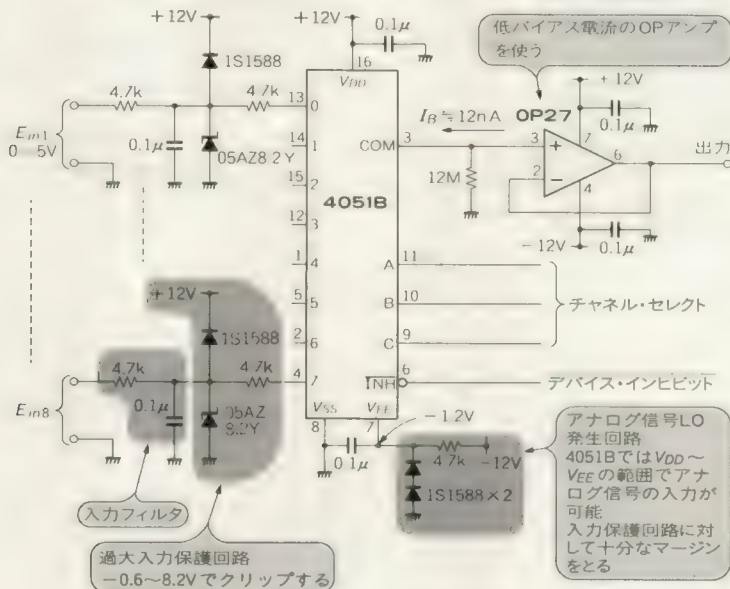 +12V
1S1588
4.7k
4.7k
Ein1
0—5V
0.1μ
05AZ8.2Y
+12V
0.1μ
16
VDD
13
0
14
1
15
2
12
3
1
4
5
5
2
6
4
7
4051B
COM
3
A
11
B
10
C
9
INH
6
VSS
8
VEE
7
IB≒12nA
12M
OP27
低バイアス電流のOPアンプ
を使う
+12V
0.1μ
7
3
+
2
−
6
4
−12V
0.1μ
出力
チャネル・セレクト
デバイス・インヒビット
+12V
1S1588
4.7k
4.7k
Ein8
0.1μ
05AZ
8.2Y
0.1μ
−1.2V
4.7k
−12V
1S1588×2
入力フィルタ
過大入力保護回路
−0.6〜8.2Vでクリップする
アナログ信号LO
発生回路
4051BではVDD〜
VEEの範囲でアナ
ログ信号の入力が
可能
入力保護回路に対
して十分なマージン
をとる